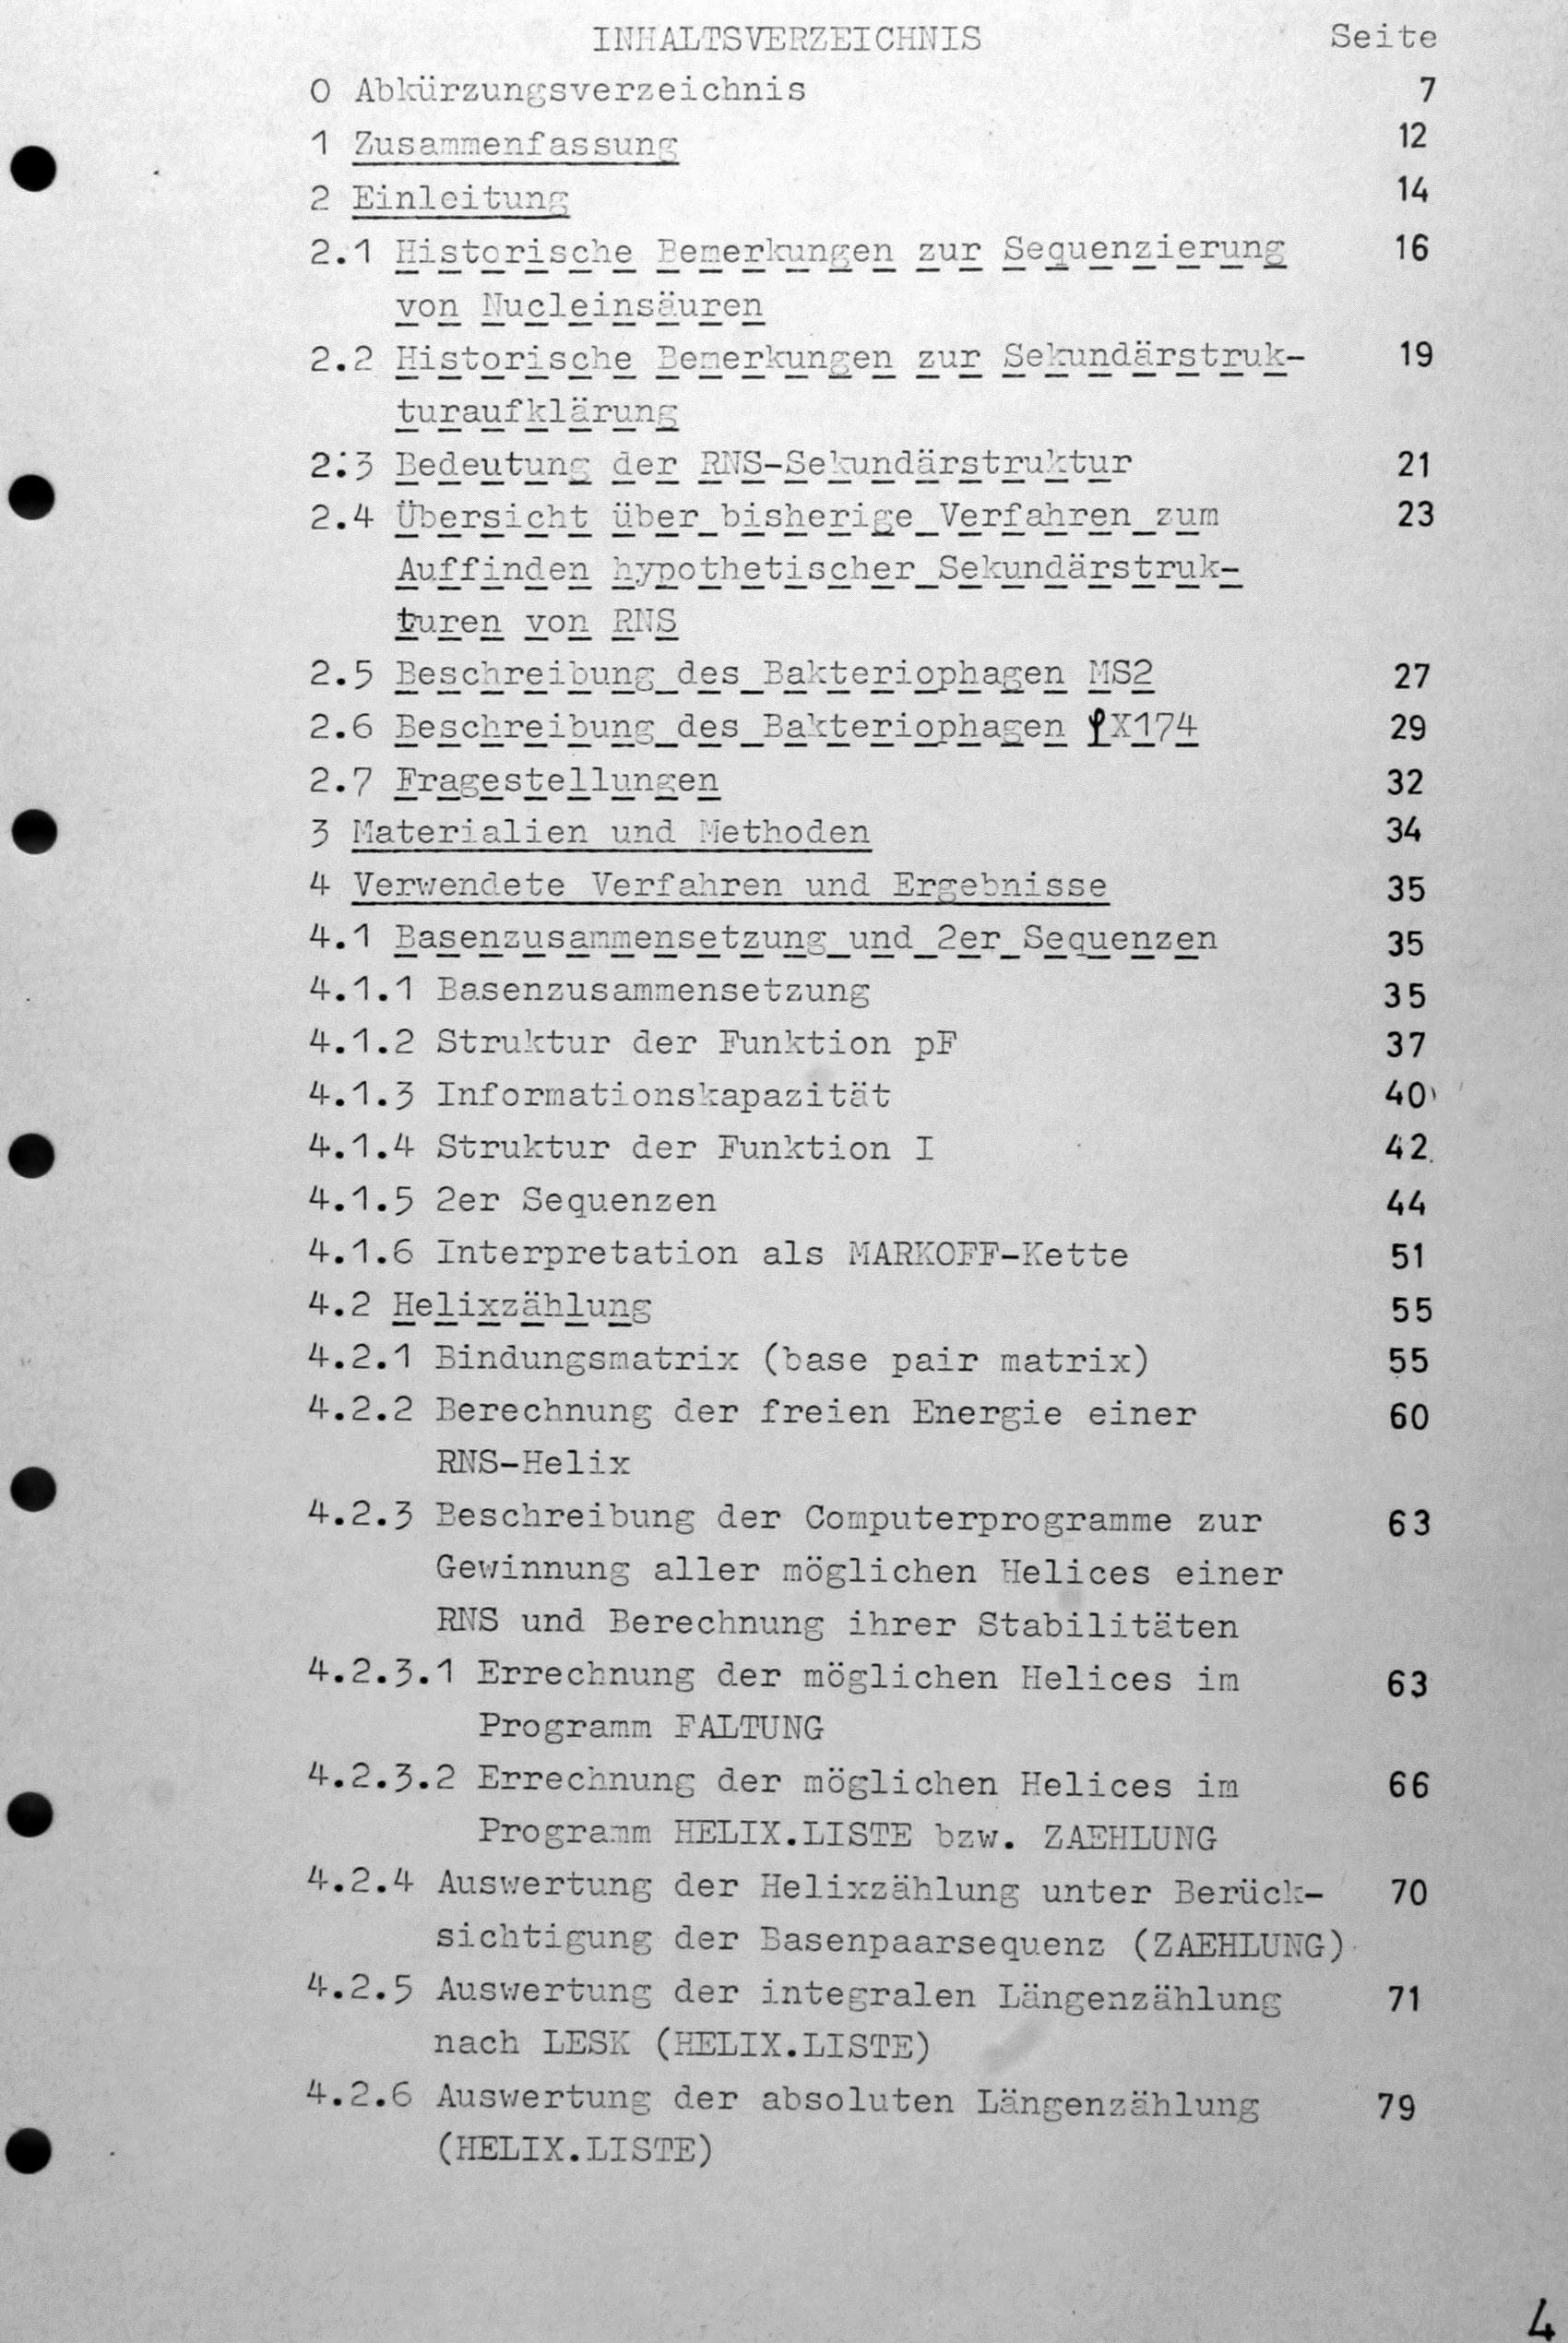 INHALTSVERZEICHNIS Seite
0 Abkürzungsverzeichnis 7
1 Zusammenfassung 12
2 Einleitung 14
2.1 Historische Bemerkungen zur Sequenzierung 16
von Nucleinsäuren
2.2 Historische Bemerkungen zur Sekundärstruk- 19
turaufklärung
2.3 Bedeutung der RNS-Sekundärstruktur 21
2.4 Übersicht über bisherige Verfahren zum 23
Auffinden hypothetischer Sekundärstruk-
turen von RNS
2.5 Beschreibung des Bakteriophagen MS2 27
2.6 Beschreibung des Bakteriophagen φX174 29
2.7 Fragestellungen 32
3 Materialien und Methoden 34
4 Verwendete Verfahren und Ergebnisse 35
4.1 Basenzusammensetzung und 2er Sequenzen 35
4.1.1 Basenzusammensetzung 35
4.1.2 Struktur der Funktion pF 37
4.1.3 Informationskapazität 40
4.1.4 Struktur der Funktion I 42
4.1.5 2er Sequenzen 44
4.1.6 Interpretation als MARKOFF-Kette 51
4.2 Helixzählung 55
4.2.1 Bindungsmatrix (base pair matrix) 55
4.2.2 Berechnung der freien Energie einer 60
RNS-Helix
4.2.3 Beschreibung der Computerprogramme zur 63
Gewinnung aller möglichen Helices einer
RNS und Berechnung ihrer Stabilitäten
4.2.3.1 Errechnung der möglichen Helices im 63
Programm FALTUNG
4.2.3.2 Errechnung der möglichen Helices im 66
Programm HELIX.LISTE bzw. ZAEHLUNG
4.2.4 Auswertung der Helixzählung unter Berück- 70
sichtigung der Basenpaarsequenz (ZAEHLUNG)
4.2.5 Auswertung der integralen Längenzählung 71
nach LESK (HELIX.LISTE)
4.2.6 Auswertung der absoluten Längenzählung 79
(HELIX.LISTE)
4